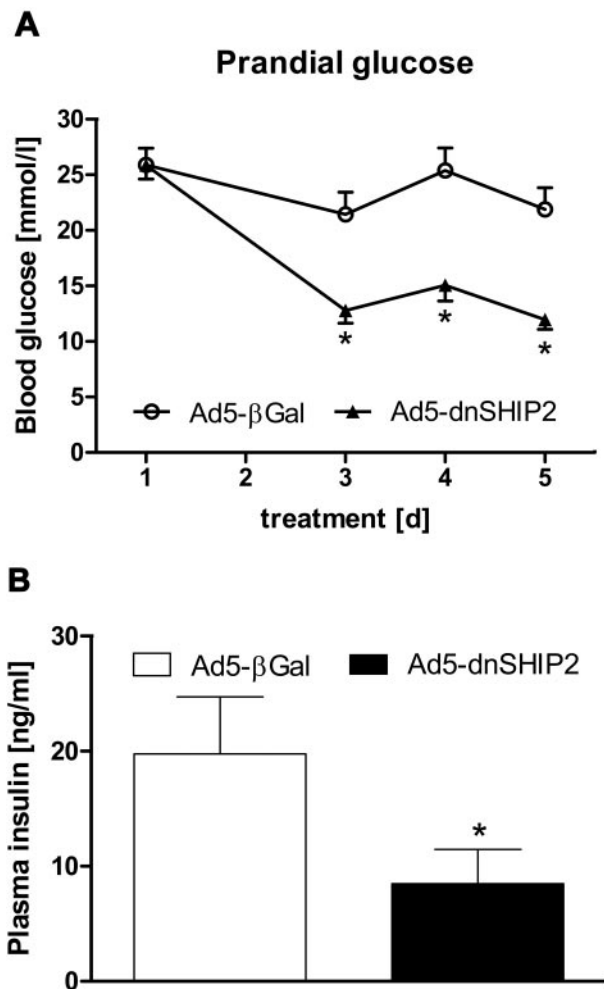 A
Prandial glucose
Blood glucose [mmol/l]
30
25
20
15
10
5
0
* * *
Ad5-βGal Ad5-dnSHIP2
1 2 3 4 5
treatment [d]
B
Plasma insulin [ng/ml]
30
20
10
0
Ad5-βGal Ad5-dnSHIP2
*